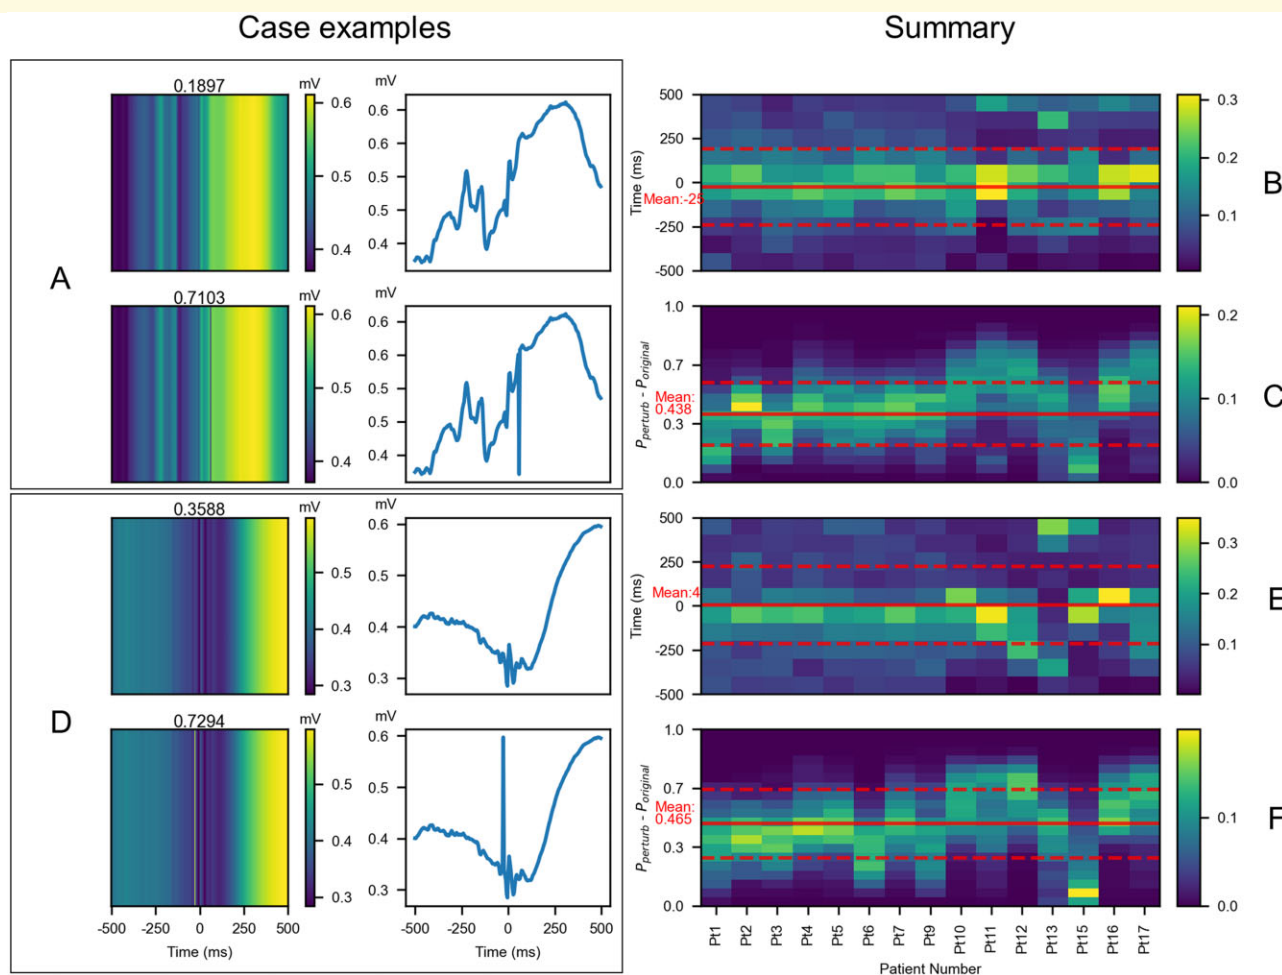 Case examples
Summary
0.1897
mV
mV
0.6
0.5
0.4
0.6
0.6
0.5
0.5
0.4
A
0.7103
mV
mV
0.6
0.5
0.4
0.6
0.6
0.5
0.5
0.4
500
250
0
-250
-500
Time (ms)
Mean:-25
0.3
0.2
0.1
B
1.0
0.7
0.3
0.0
Pperturb - Poriginal
Mean:
0.438
0.2
0.1
0.0
C
0.3588
mV
mV
0.5
0.4
0.3
0.6
0.5
0.4
0.3
D
0.7294
mV
mV
0.5
0.4
0.3
0.6
0.5
0.4
0.3
-500 -250 0 250 500
Time (ms)
-500 -250 0 250 500
Time (ms)
500
250
0
-250
-500
Time (ms)
Mean:4
0.3
0.2
0.1
E
1.0
0.7
0.3
0.0
Pperturb - Poriginal
Mean:
0.465
0.1
0.0
F
Pt1 Pt2 Pt3 Pt4 Pt5 Pt6 Pt7 Pt9 Pt10 Pt11 Pt12 Pt13 Pt15 Pt16 Pt17
Patient Number